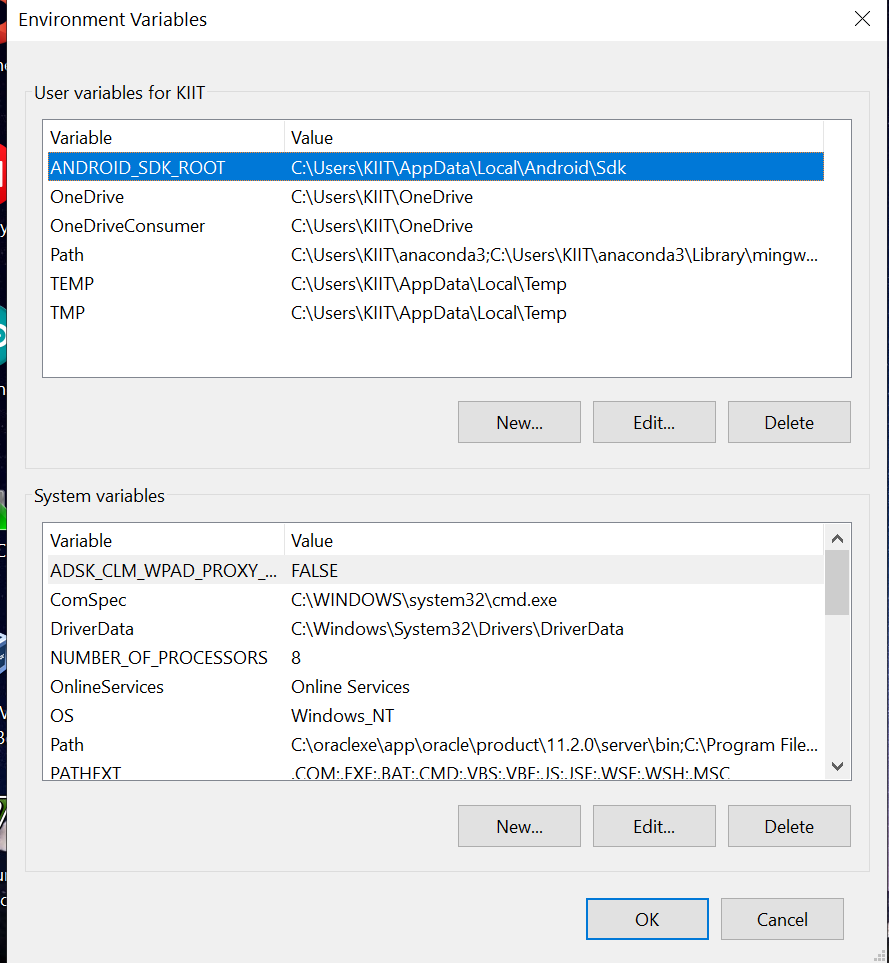 Environment Variables
User variables for KIIT
Variable Value
ANDROID_SDK_ROOT C:\Users\KIIT\AppData\Local\Android\Sdk
OneDrive C:\Users\KIIT\OneDrive
OneDriveConsumer C:\Users\KIIT\OneDrive
Path C:\Users\KIIT\anaconda3;C:\Users\KIIT\anaconda3\Library\mingw...
TEMP C:\Users\KIIT\AppData\Local\Temp
TMP C:\Users\KIIT\AppData\Local\Temp
New... Edit... Delete
System variables
Variable Value
ADSK_CLM_WPAD_PROXY_... FALSE
ComSpec C:\WINDOWS\system32\cmd.exe
DriverData C:\Windows\System32\Drivers\DriverData
NUMBER_OF_PROCESSORS 8
OnlineServices Online Services
OS Windows_NT
Path C:\oraclexe\app\oracle\product\11.2.0\server\bin;C:\Program File...
PATHEXT .COM;.EXE;.BAT;.CMD;.VBS;.VBE;.JS;.JSE;.WSF;.WSH;.MSC
New... Edit... Delete
OK Cancel